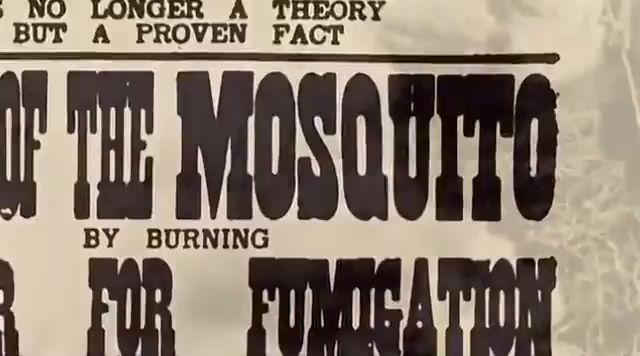 NO LONGER A THEORY
BUT A PROVEN FACT
OF THE MOSQUITO
BY BURNING
FOR FUMIGATION